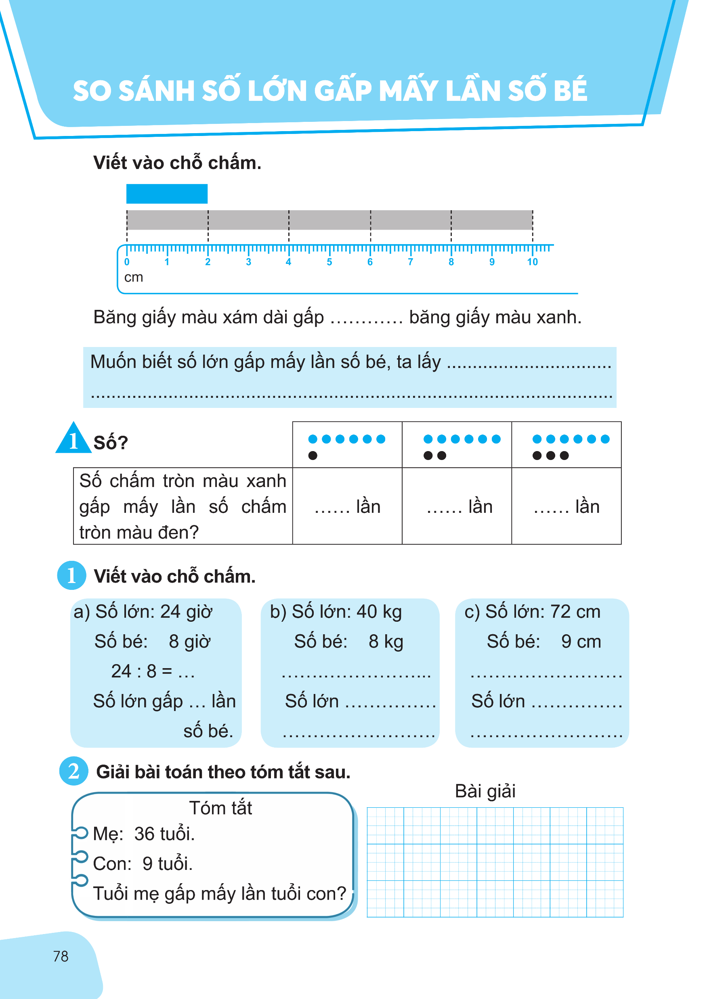 SO SÁNH SỐ LỚN GẤP MẤY LẦN SỐ BÉ
Viết vào chỗ chấm.
0 1 2 3 4 5 6 7 8 9 10
cm
Băng giấy màu xám dài gấp ………… băng giấy màu xanh.
Muốn biết số lớn gấp mấy lần số bé, ta lấy ................................
.....................................................................................................
1 Số?
Số chấm tròn màu xanh
gấp mấy lần số chấm
tròn màu đen?
…… lần …… lần …… lần
1 Viết vào chỗ chấm.
a) Số lớn: 24 giờ
Số bé: 8 giờ
24 : 8 = …
Số lớn gấp … lần
số bé.
b) Số lớn: 40 kg
Số bé: 8 kg
……………………...
Số lớn ……………
……………………
c) Số lớn: 72 cm
Số bé: 9 cm
……………………
Số lớn ……………
……………………
2 Giải bài toán theo tóm tắt sau.
Tóm tắt
Mẹ: 36 tuổi.
Con: 9 tuổi.
Tuổi mẹ gấp mấy lần tuổi con?
Bài giải
78